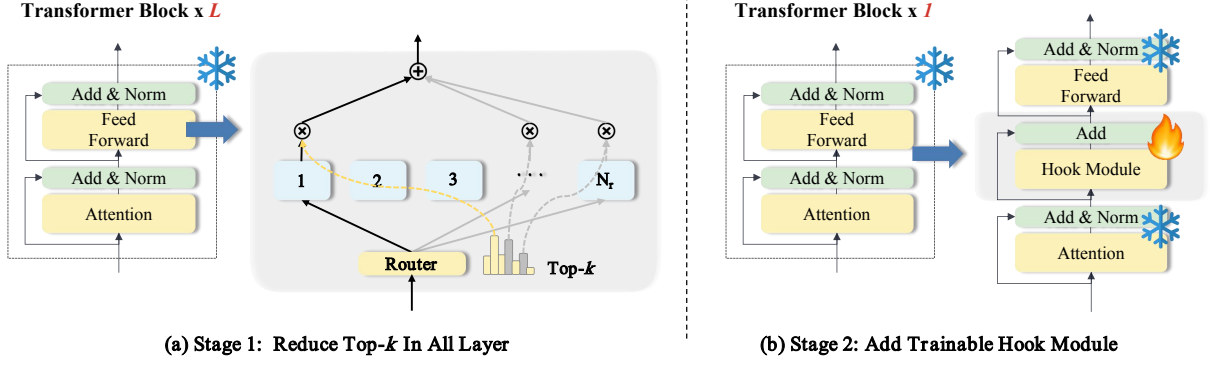 Transformer Block x L
Add & Norm
Feed
Forward
Add & Norm
Attention
1
2
3
...
Nr
Router
Top-k
(a) Stage 1: Reduce Top-k In All Layer
Transformer Block x 1
Add & Norm
Feed
Forward
Add & Norm
Attention
Add & Norm
Feed
Forward
Add
Hook Module
Add & Norm
Attention
(b) Stage 2: Add Trainable Hook Module